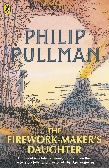 PHILIP
PULLMAN
THE
FIREWORK-MAKER'S
DAUGHTER